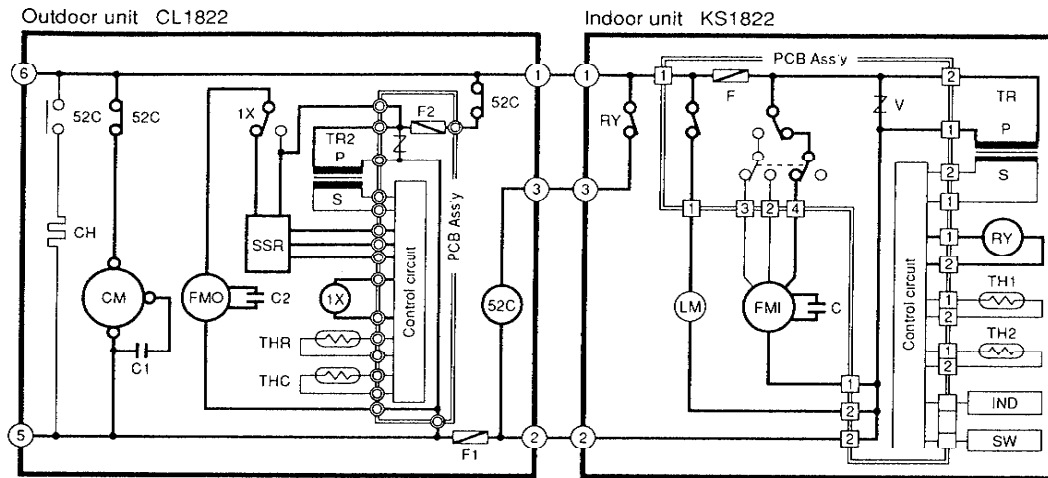 Outdoor unit CL1822
Indoor unit KS1822
6
1
1
PCB Ass'y
1
F
2
52C
52C
1X
F2
52C
RY
V
TR
TR2
P
1
P
S
2
S
1
3
3
1
3
2
4
CH
SSR
PCB Ass'y
1
RY
2
CM
FMO
C2
1X
Control circuit
52C
LM
FMI
C
Control circuit
1
TH1
2
C1
THR
THC
1
TH2
2
1
2
IND
5
F1
2
2
2
SW